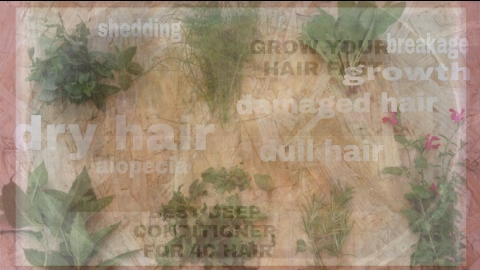 shedding
GROW YOUR
HAIR
breakage
growth
damaged hair
dry hair
alopecia
dull hair
BEST DEEP
CONDITIONER
FOR 4C HAIR